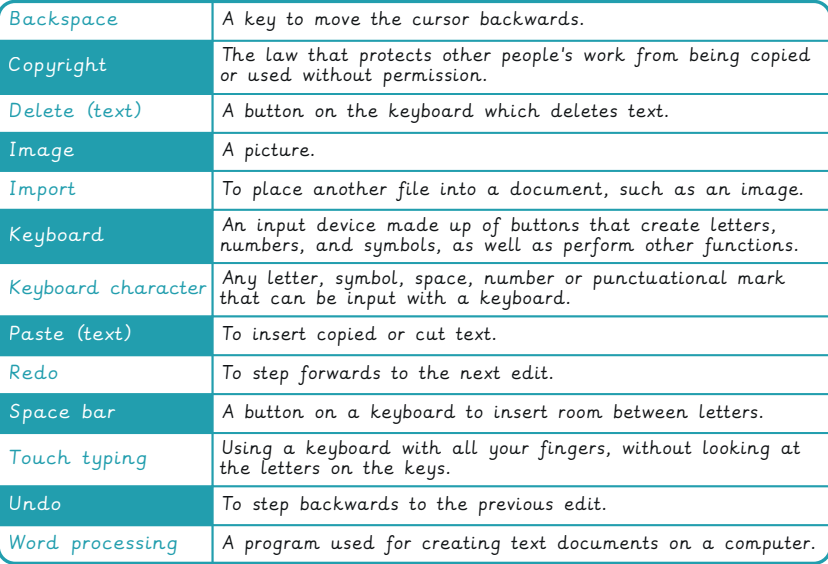 Backspace
A key to move the cursor backwards.
Copyright
The law that protects other people's work from being copied
or used without permission.
Delete (text)
A button on the keyboard which deletes text.
Image
A picture.
Import
To place another file into a document, such as an image.
Keyboard
An input device made up of buttons that create letters,
numbers, and symbols, as well as perform other functions.
Keyboard character
Any letter, symbol, space, number or punctuational mark
that can be input with a keyboard.
Paste (text)
To insert copied or cut text.
Redo
To step forwards to the next edit.
Space bar
A button on a keyboard to insert room between letters.
Touch typing
Using a keyboard with all your fingers, without looking at
the letters on the keys.
Undo
To step backwards to the previous edit.
Word processing
A program used for creating text documents on a computer.